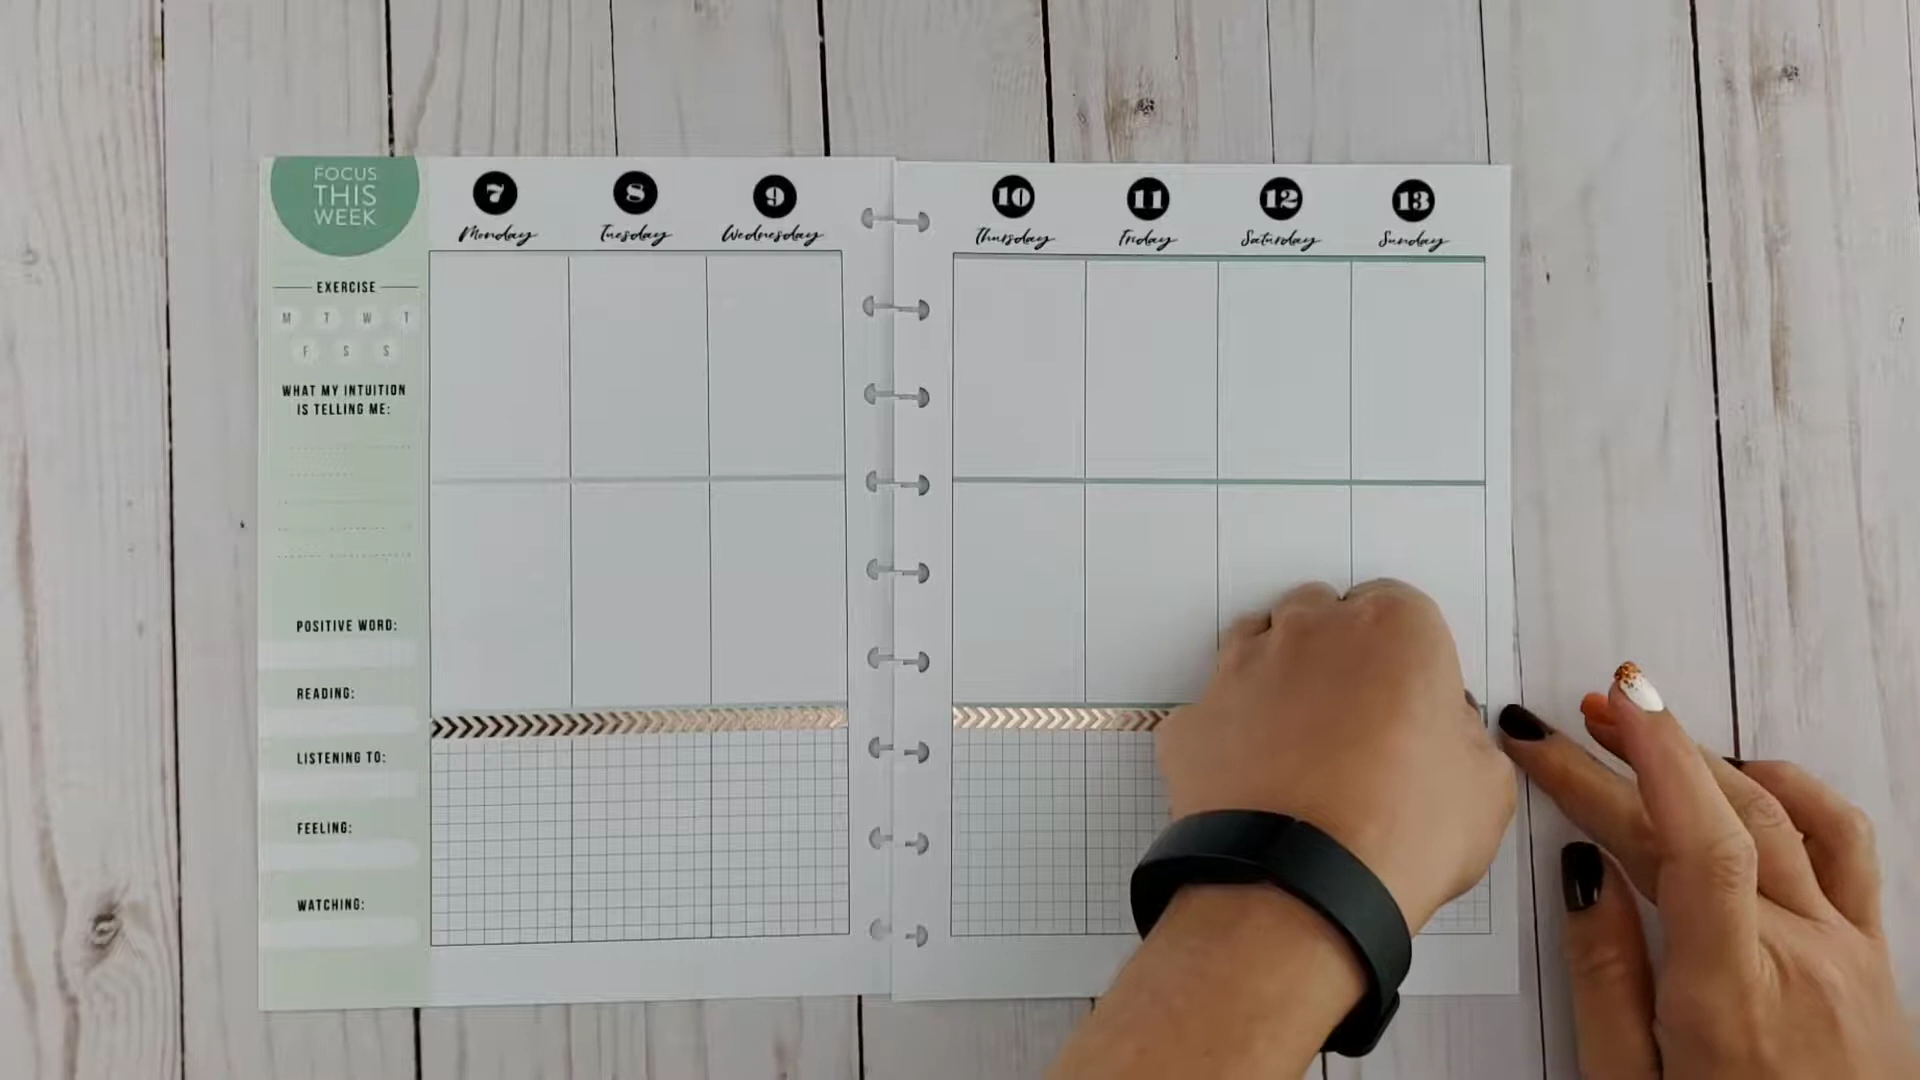 FOCUS
THIS
WEEK
EXERCISE
M T W T
F S S
WHAT MY INTUITION
IS TELLING ME:
POSITIVE WORD:
READING:
LISTENING TO:
FEELING:
WATCHING:
7 8 9
Monday Tuesday Wednesday
10 11 12 13
Thursday Friday Saturday Sunday